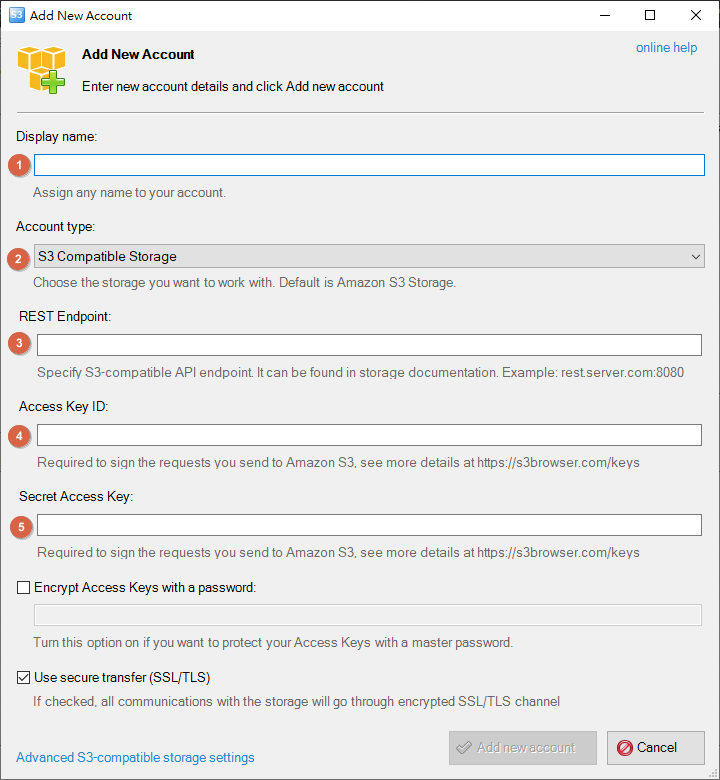 S3 Add New Account
Add New Account
online help
Enter new account details and click Add new account
Display name:
1
Assign any name to your account.
Account type:
2 S3 Compatible Storage
Choose the storage you want to work with. Default is Amazon S3 Storage.
REST Endpoint:
3
Specify S3-compatible API endpoint. It can be found in storage documentation. Example: rest.server.com:8080
Access Key ID:
4
Required to sign the requests you send to Amazon S3, see more details at https://s3browser.com/keys
Secret Access Key:
5
Required to sign the requests you send to Amazon S3, see more details at https://s3browser.com/keys
Encrypt Access Keys with a password:
Turn this option on if you want to protect your Access Keys with a master password.
Use secure transfer (SSL/TLS)
If checked, all communications with the storage will go through encrypted SSL/TLS channel
Advanced S3-compatible storage settings
Add new account
Cancel